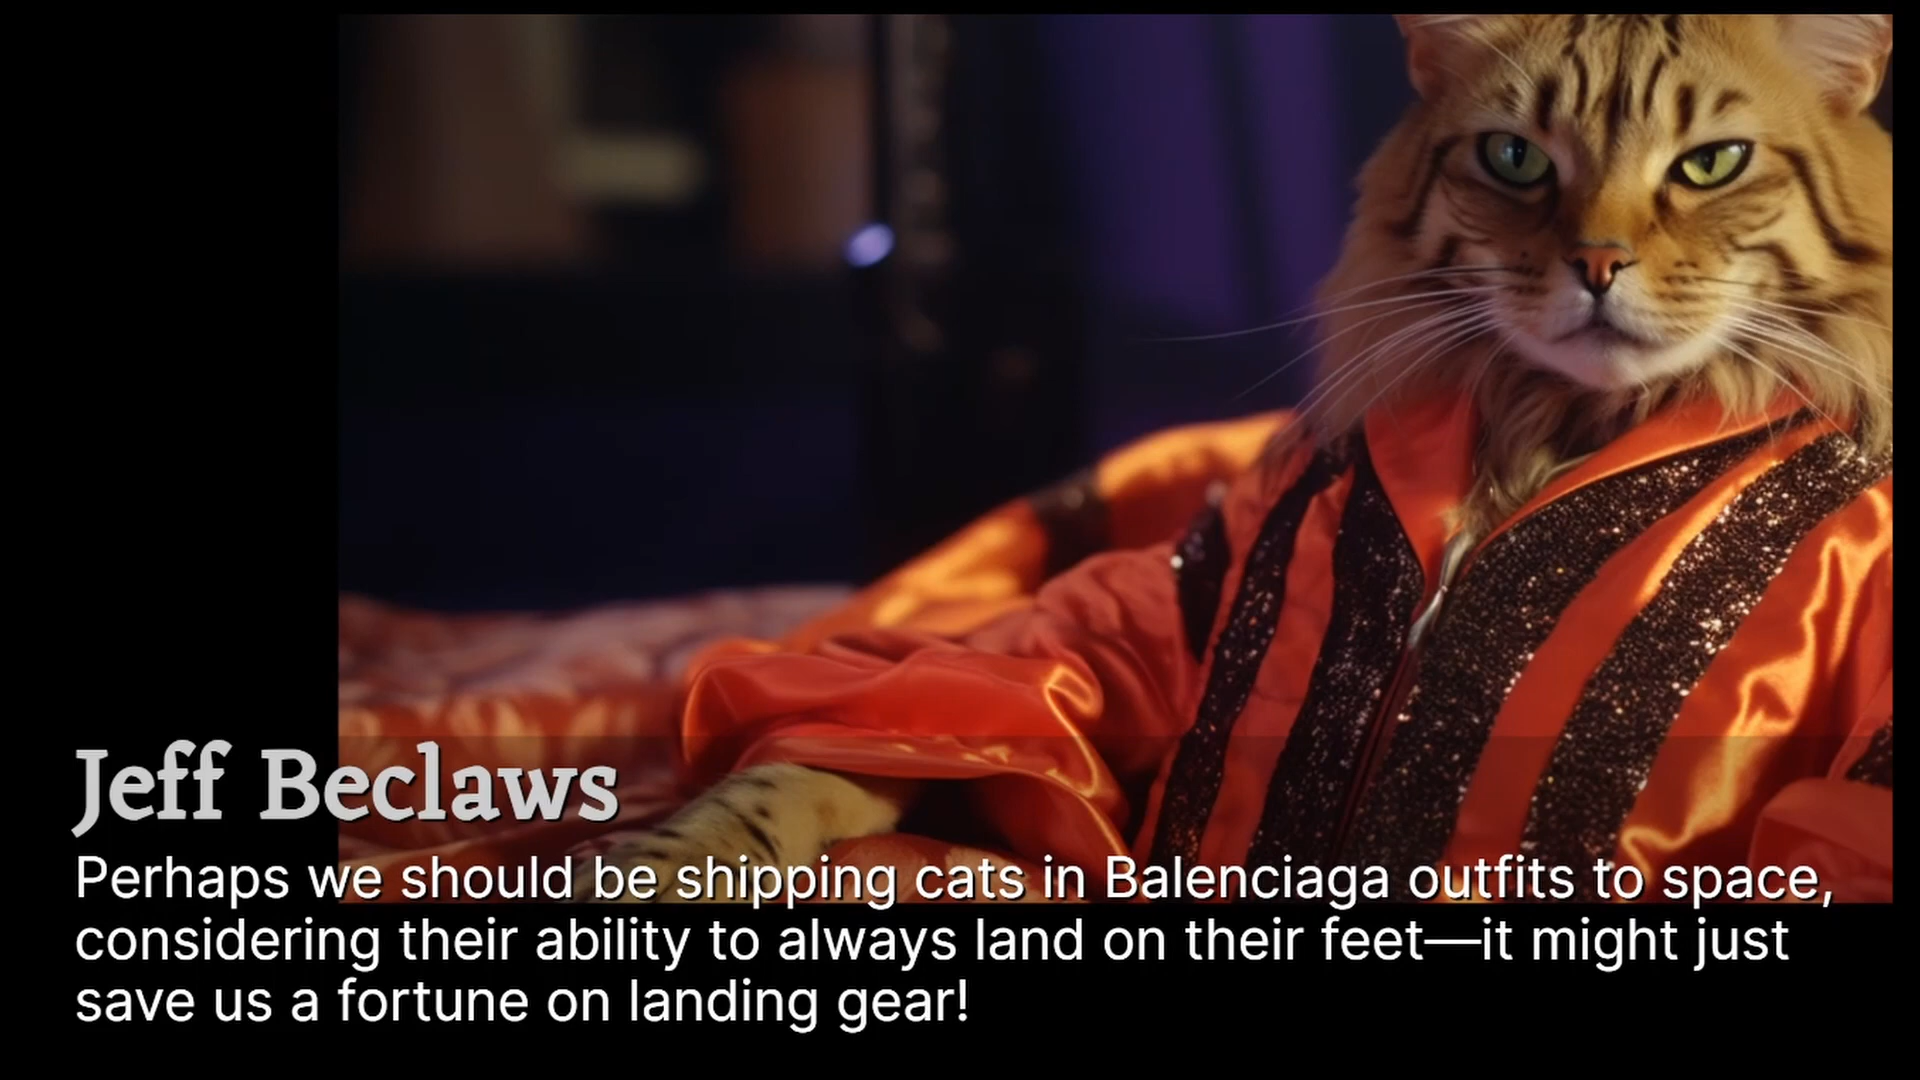 Jeff Beclaws
Perhaps we should be shipping cats in Balenciaga outfits to space,
considering their ability to always land on their feet—it might just
save us a fortune on landing gear!